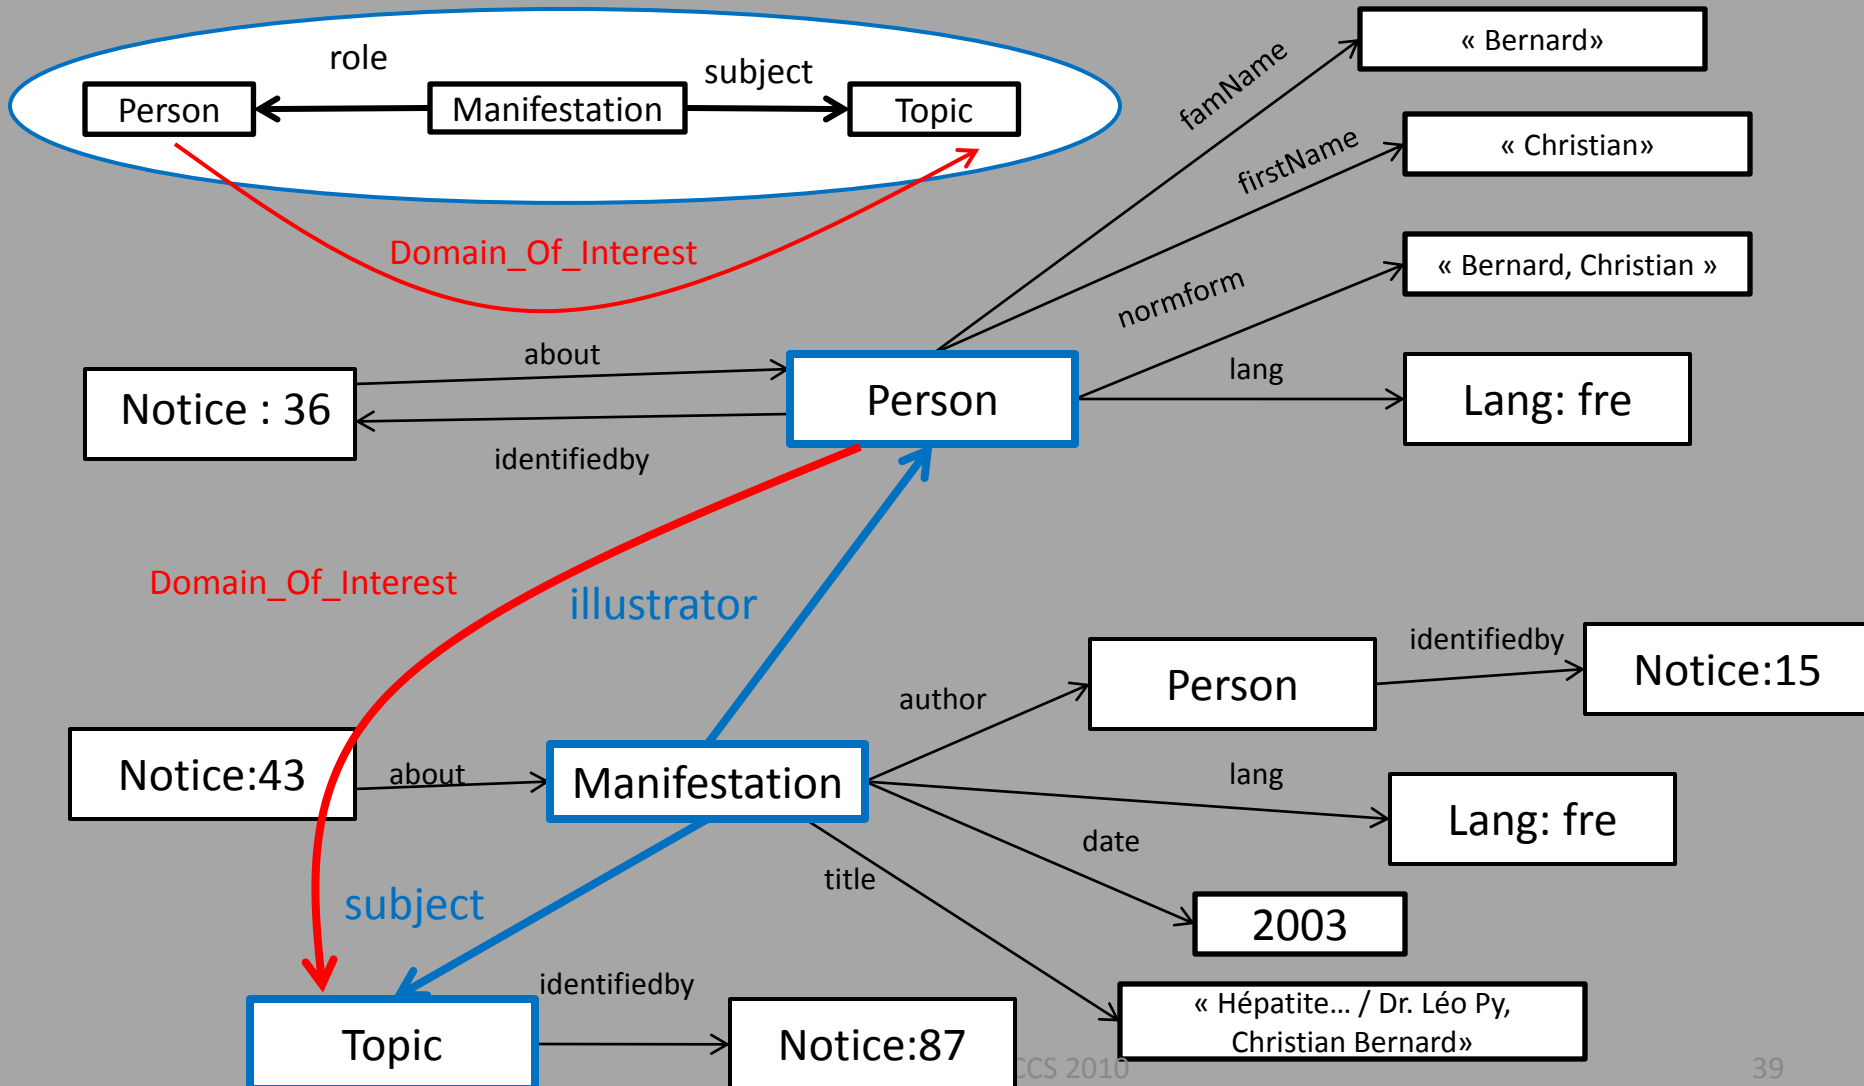 role
subject
Person
Manifestation
Topic
Domain_Of_Interest
famName
« Bernard»
firstName
« Christian»
normform
« Bernard, Christian »
lang
Lang: fre
about
Notice : 36
Person
identifiedby
Domain_Of_Interest
illustrator
identifiedby
Person
Notice:15
author
Notice:43
about
Manifestation
lang
Lang: fre
date
title
2003
subject
identifiedby
« Hépatite... / Dr. Léo Py,
Christian Bernard»
Topic
Notice:87
CCS 2010
39